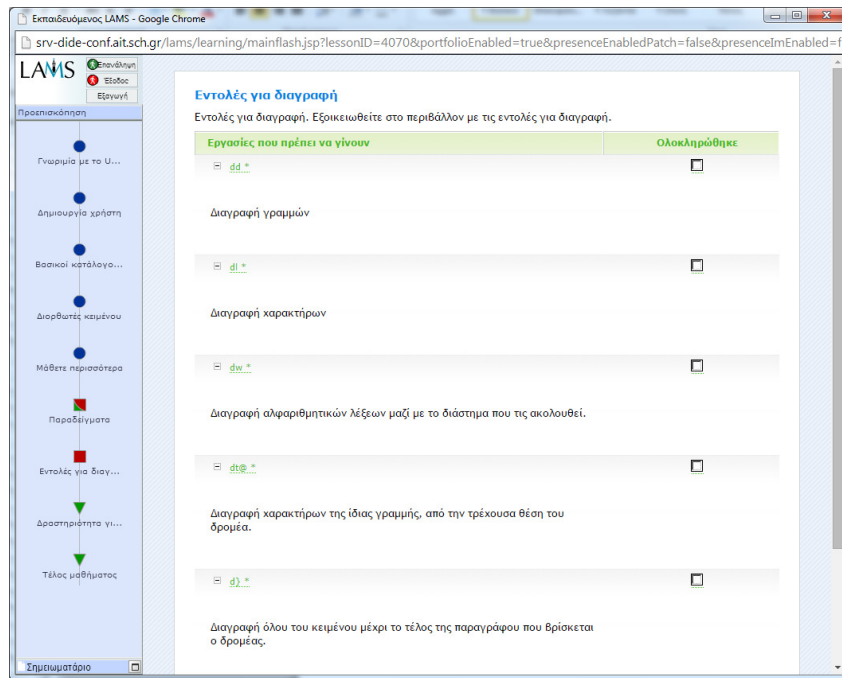 Εκπαιδευόμενος LAMS - Google Chrome
srv-dide-conf.ait.sch.gr/lams/learning/mainflash.jsp?lessonID=4070&portfolioEnabled=true&presenceEnabledPatch=false&presenceImEnabled=f
LAMS
Επανάληψη
Έξοδος
Εξαγωγή
Προεπισκόπηση
Γνωριμία με το U...
Δημιουργία χρήστη
Βασικοί κατάλογο...
Διορθωτές κειμένου
Μάθετε περισσότερα
Παραδείγματα
Εντολές για διαγ...
Δραστηριότητα γι...
Τέλος μαθήματος
Σημειωματάριο
Εντολές για διαγραφή
Εντολές για διαγραφή. Εξοικειωθείτε στο περιβάλλον με τις εντολές για διαγραφή.
Εργασίες που πρέπει να γίνουν Ολοκληρώθηκε
dd *
Διαγραφή γραμμών
dl *
Διαγραφή χαρακτήρων
dw *
Διαγραφή αλφαριθμητικών λέξεων μαζί με το διάστημα που τις ακολουθεί.
dt@ *
Διαγραφή χαρακτήρων της ίδιας γραμμής, από την τρέχουσα θέση του
δρομέα.
d} *
Διαγραφή όλου του κειμένου μέχρι το τέλος της παραγράφου που βρίσκεται
ο δρομέας.